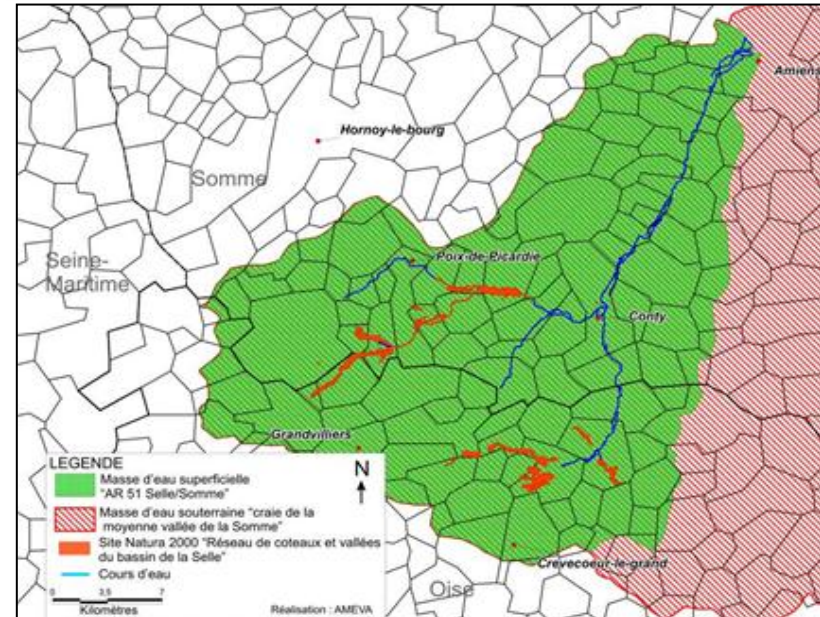 Amiens
Hornoy-le-bourg
Somme
Poix-de-Picardie
Seine-
Maritime
Conty
Grandvilliers
LEGENDE
Masse d'eau superficielle
"AR 51 Selle/Somme"
Masse d'eau souterraine "craie de la
moyenne vallée de la Somme"
Site Natura 2000 "Réseau de coteaux et vallées
du bassin de la Selle"
Cours d'eau
0 3,5 7
Kilomètres
Réalisation : AMEVA
N
Crèvecoeur-le-grand
Oise